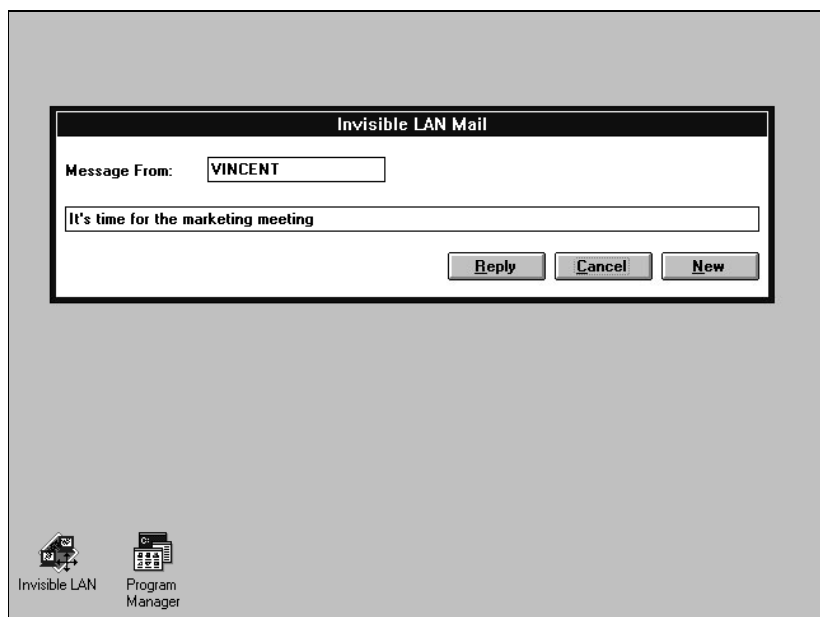 Invisible LAN Mail
Message From: VINCENT
It's time for the marketing meeting
Reply Cancel New
C:
Invisible LAN Program Manager